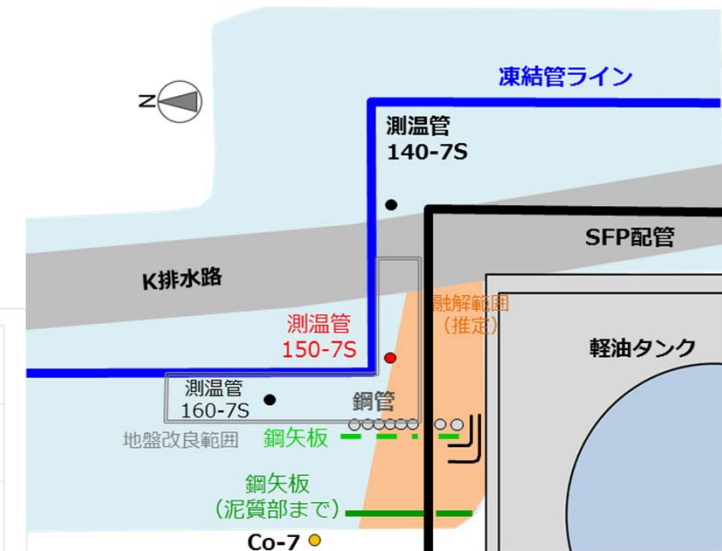 凍結管ライン
N
測温管
140-7S
SFP配管
K排水路
融解範囲
（推定）
測温管
150-7S
軽油タンク
測温管
160-7S
鋼管
地盤改良範囲
鋼矢板
鋼矢板
（泥質部まで）
Co-7